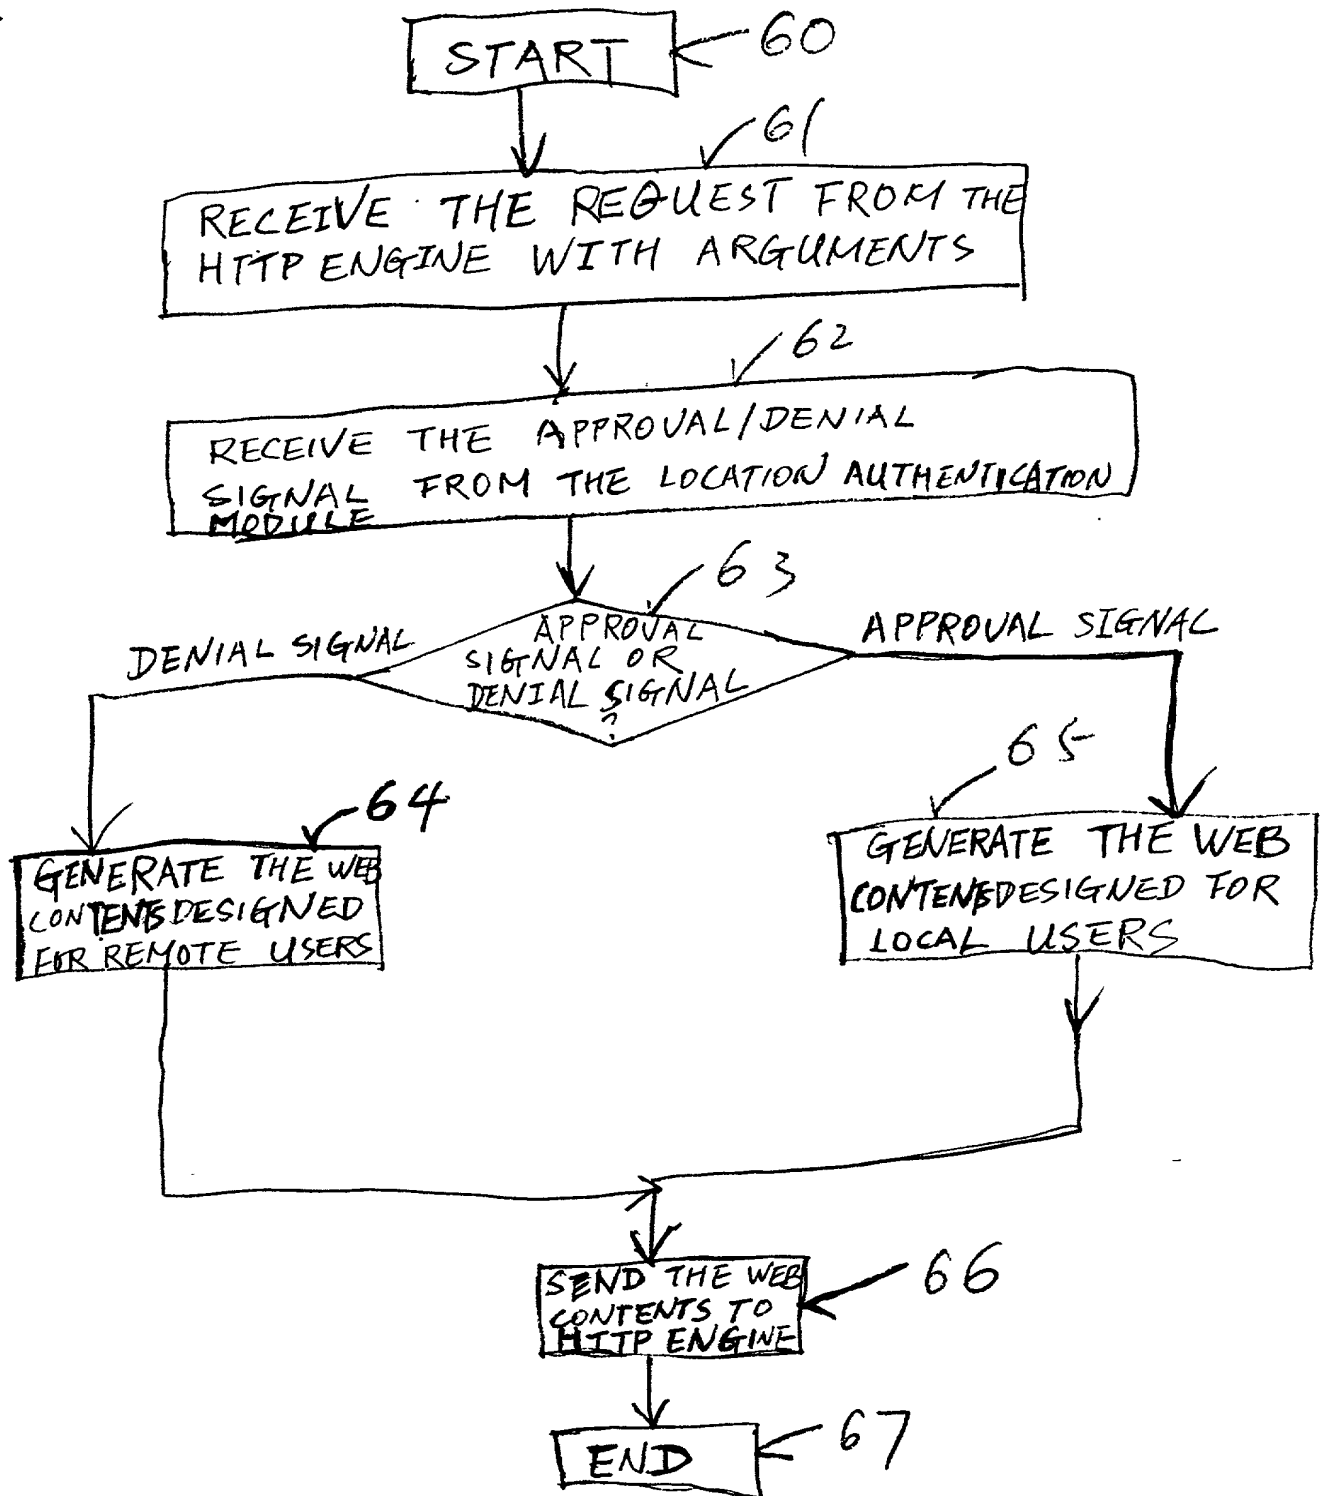 START
60
61
RECEIVE THE REQUEST FROM THE
HTTP ENGINE WITH ARGUMENTS
62
RECEIVE THE APPROVAL/DENIAL
SIGNAL FROM THE LOCATION AUTHENTICATION
MODULE
63
DENIAL SIGNAL
APPROVAL
SIGNAL OR
DENIAL SIGNAL
?
APPROVAL SIGNAL
64
GENERATE THE WEB
CONTENTS DESIGNED
FOR REMOTE USERS
65
GENERATE THE WEB
CONTENTS DESIGNED FOR
LOCAL USERS
SEND THE WEB
CONTENTS TO
HTTP ENGINE
66
END
67